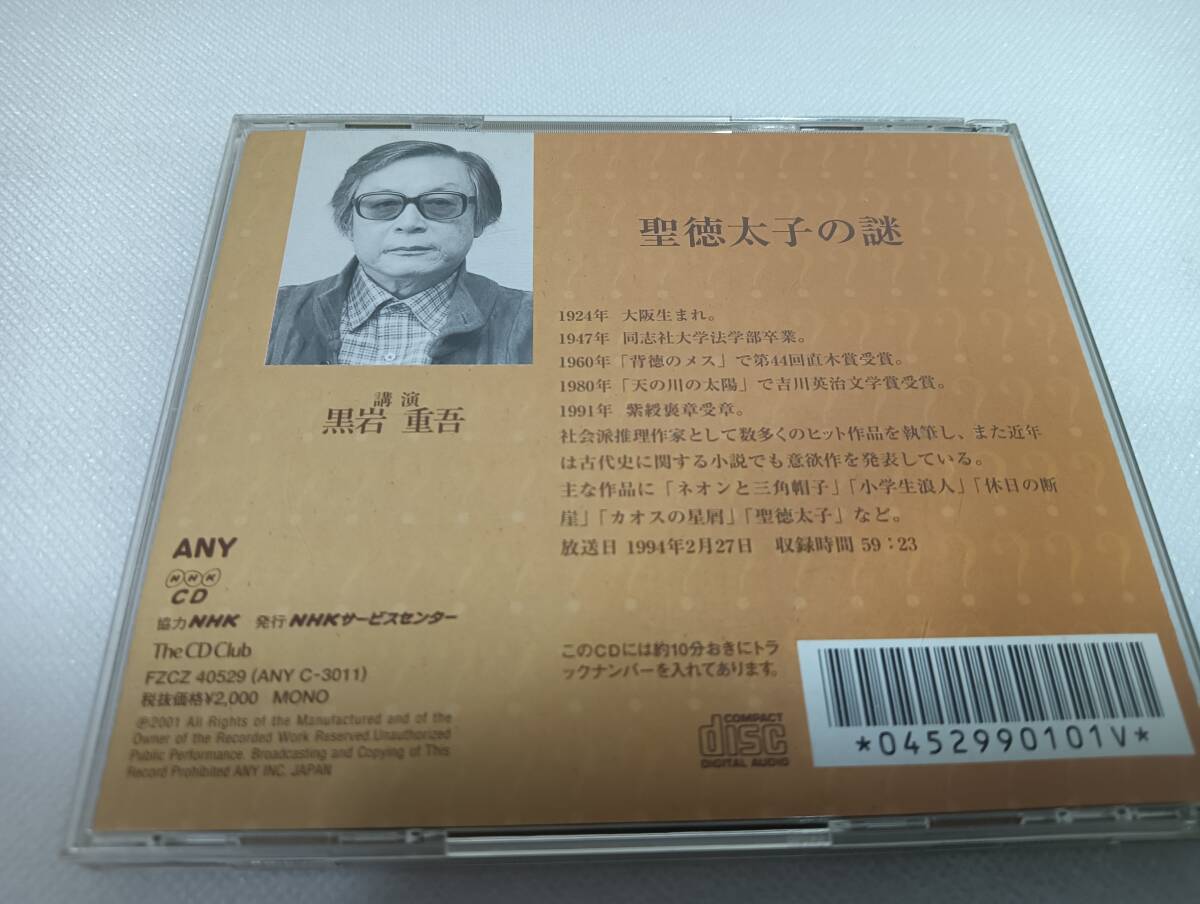 聖徳太子の謎
1924年 大阪生まれ。
1947年 同志社大学法学部卒業。
1960年「背徳のメス」で第44回直木賞受賞。
1980年「天の川の太陽」で吉川英治文学賞受賞。
1991年 紫綬褒章受章。
社会派推理作家として数多くのヒット作品を執筆し、また近年
は古代史に関する小説でも意欲作を発表している。
主な作品に「ネオンと三角帽子」「小学生浪人」「休日の断
崖」「カオスの星屑」「聖徳太子」など。
放送日 1994年2月27日 収録時間 59：23
講演
黒岩 重吾
ANY
NHK
CD
協力 NHK 発行 NHKサービスセンター
The CD Club
FZCZ 40529 (ANY C-3011)
税抜価格¥2,000 MONO
℗2001 All Rights of the Manufactured and of the
Owner of the Recorded Work Reserved.Unauthorized
Public Performance. Broadcasting and Copying of This
Record Prohibited ANY INC. JAPAN
このCDには約10分おきにトラ
ックナンバーを入れてあります。
COMPACT
disc
DIGITAL AUDIO
*0452990101V*